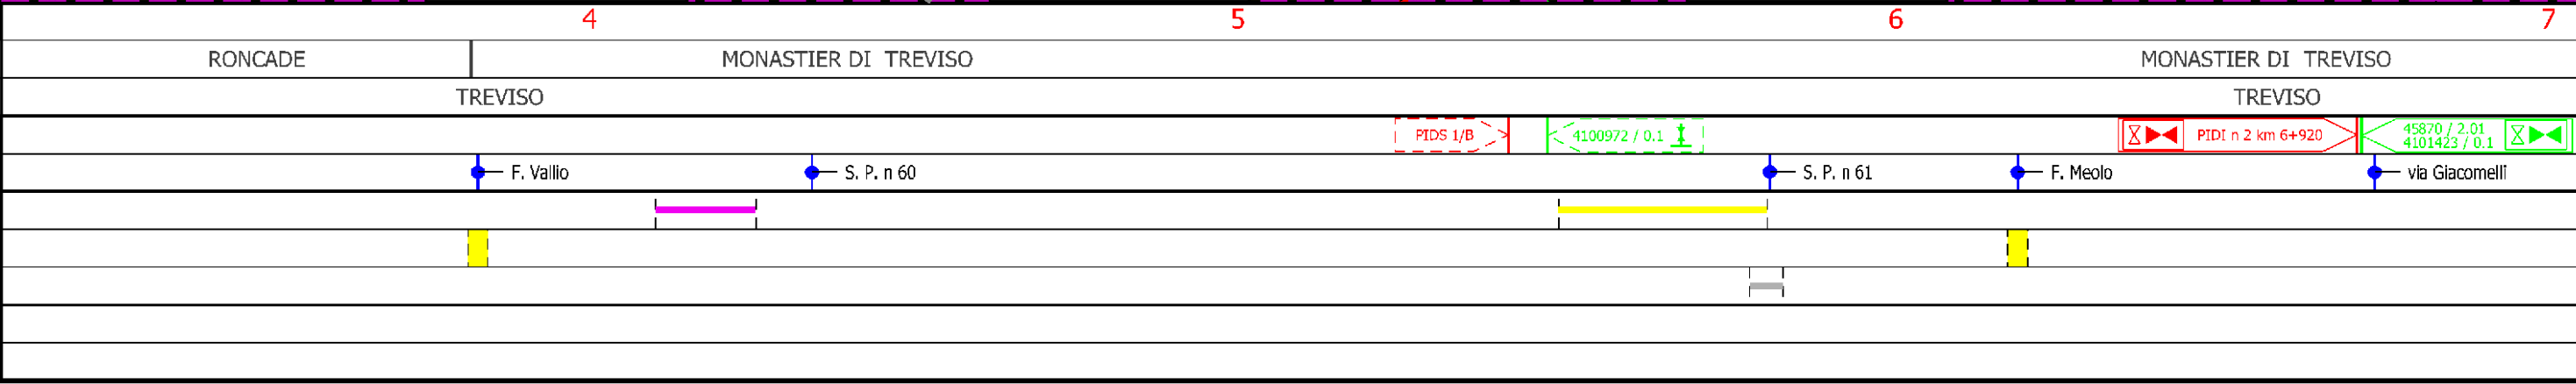 4 5 6 7
RONCADE MONASTIER DI TREVISO MONASTIER DI TREVISO
TREVISO TREVISO
PIDS 1/B 4100972 / 0.1 PIDI n 2 km 6+920 45870 / 2.01
4101423 / 0.1
F. Vallio S. P. n 60 S. P. n 61 F. Meolo via Giacomelli